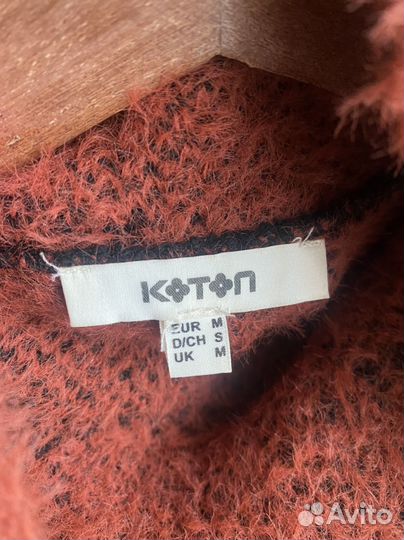 KOTON
EUR M
D/CH S
UK M
Avito